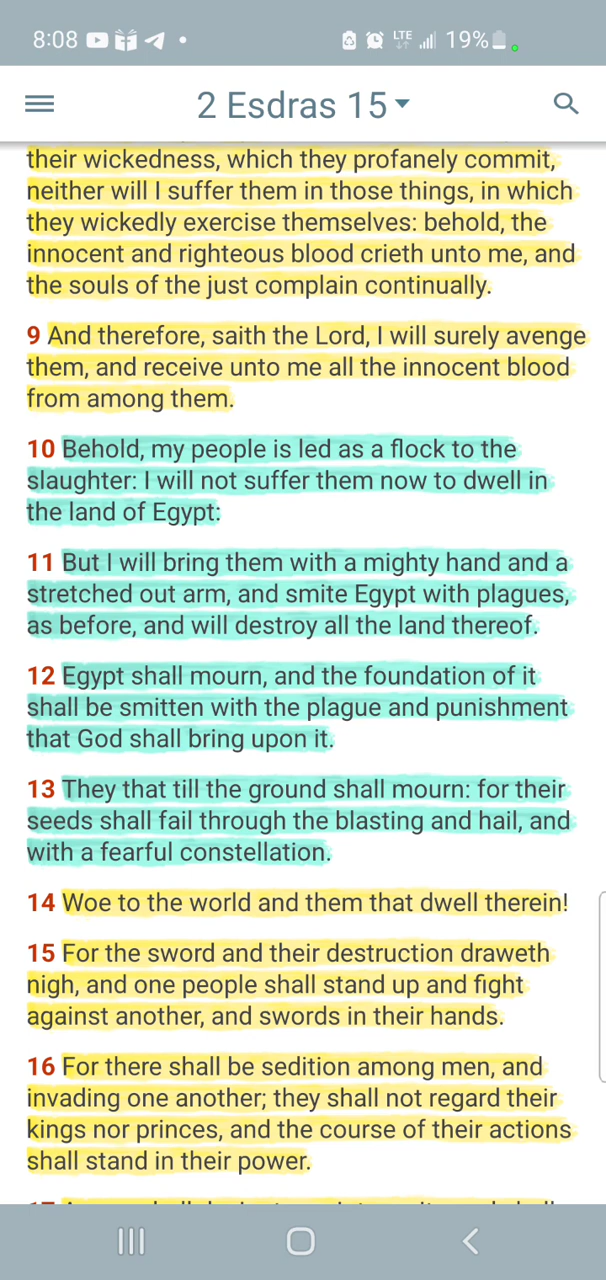 8:08
LTE
19%
2 Esdras 15
their wickedness, which they profanely commit,
neither will I suffer them in those things, in which
they wickedly exercise themselves: behold, the
innocent and righteous blood crieth unto me, and
the souls of the just complain continually.
9 And therefore, saith the Lord, I will surely avenge
them, and receive unto me all the innocent blood
from among them.
10 Behold, my people is led as a flock to the
slaughter: I will not suffer them now to dwell in
the land of Egypt:
11 But I will bring them with a mighty hand and a
stretched out arm, and smite Egypt with plagues,
as before, and will destroy all the land thereof.
12 Egypt shall mourn, and the foundation of it
shall be smitten with the plague and punishment
that God shall bring upon it.
13 They that till the ground shall mourn: for their
seeds shall fail through the blasting and hail, and
with a fearful constellation.
14 Woe to the world and them that dwell therein!
15 For the sword and their destruction draweth
nigh, and one people shall stand up and fight
against another, and swords in their hands.
16 For there shall be sedition among men, and
invading one another; they shall not regard their
kings nor princes, and the course of their actions
shall stand in their power.